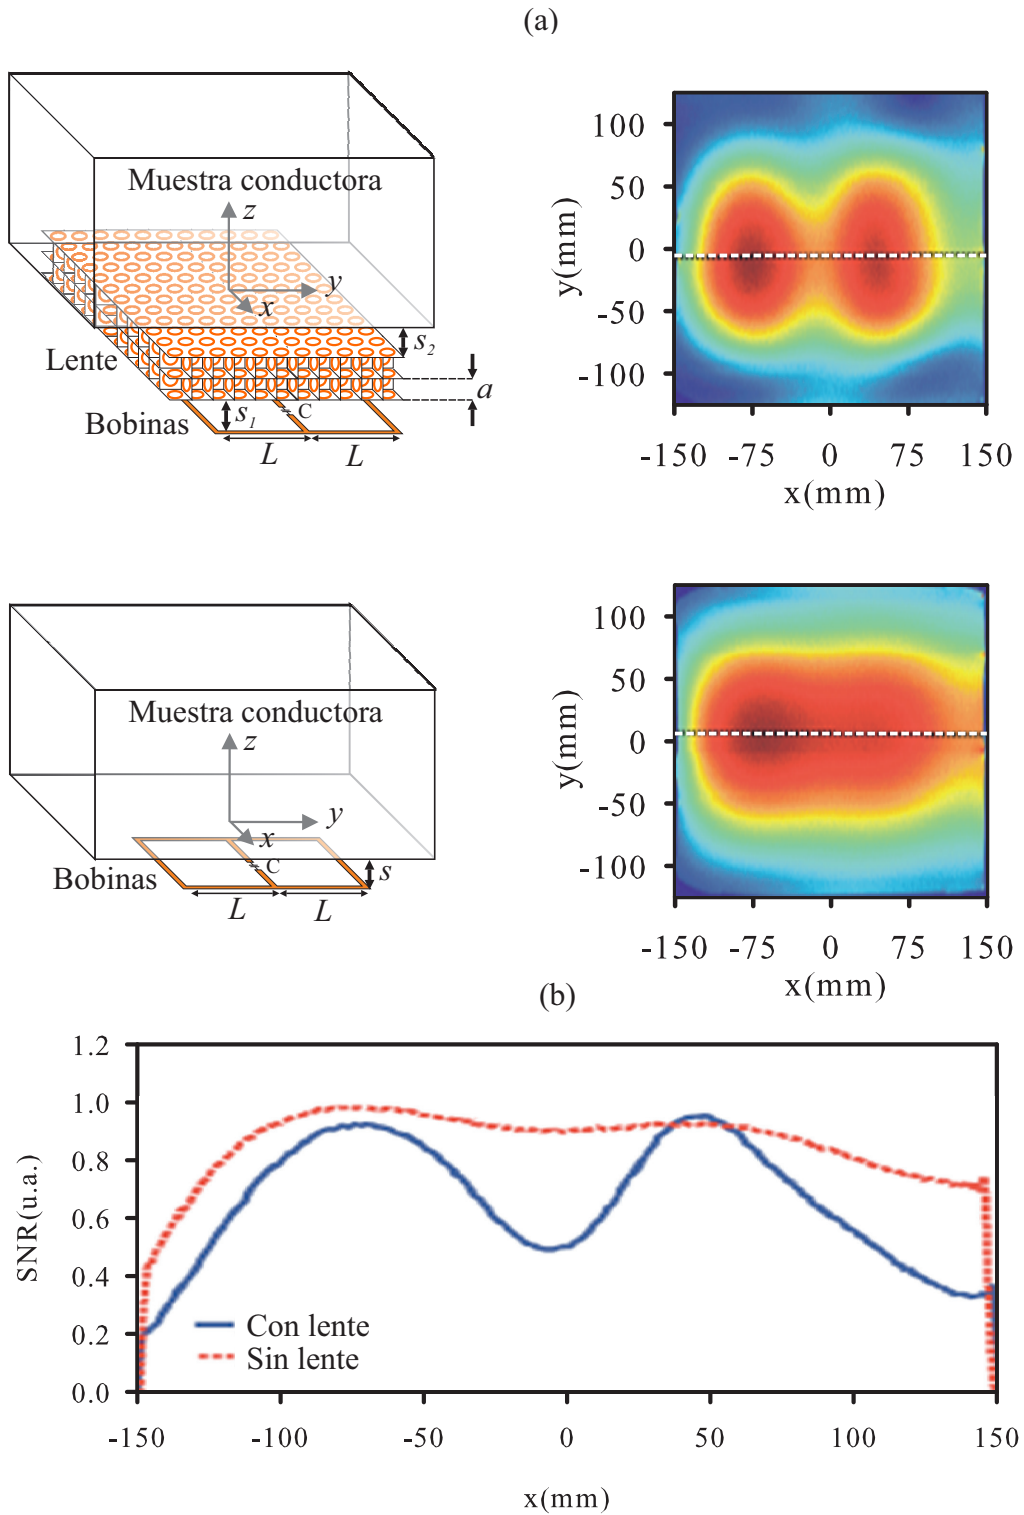 (a)
Muestra conductora
z
y
x
Lente
s2
a
Bobinas
s1
C
L L
100
50
0
-50
-100
y(mm)
-150 -75 0 75 150
x(mm)
Muestra conductora
z
y
x
Bobinas
C
s
L L
100
50
0
-50
-100
y(mm)
-150 -75 0 75 150
x(mm)
(b)
1.2
1.0
0.8
0.6
0.4
0.2
0.0
SNR(u.a.)
Con lente
Sin lente
-150 -100 -50 0 50 100 150
x(mm)